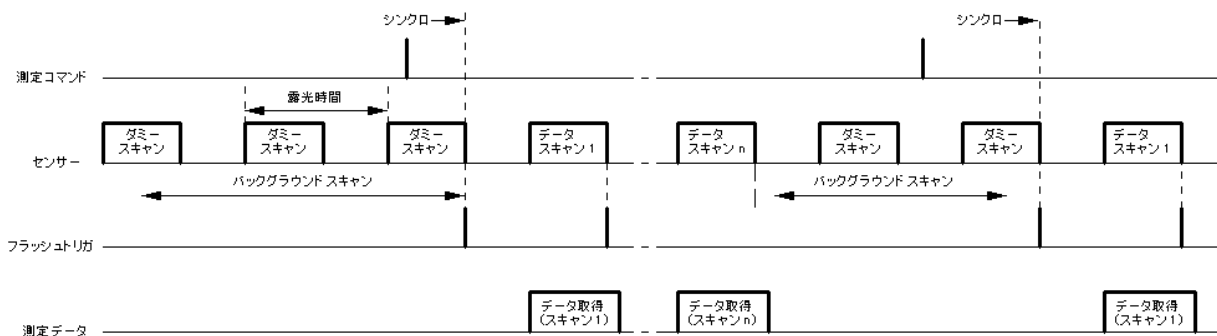 シンクロ
シンクロ
測定コマンド
露光時間
ダミー
スキャン
ダミー
スキャン
ダミー
スキャン
データ
スキャン1
データ
スキャンn
ダミー
スキャン
ダミー
スキャン
データ
スキャン1
センサー
バックグラウンドスキャン
バックグラウンドスキャン
フラッシュトリガ
データ取得
(スキャン1)
データ取得
(スキャンn)
データ取得
(スキャン1)
測定データ